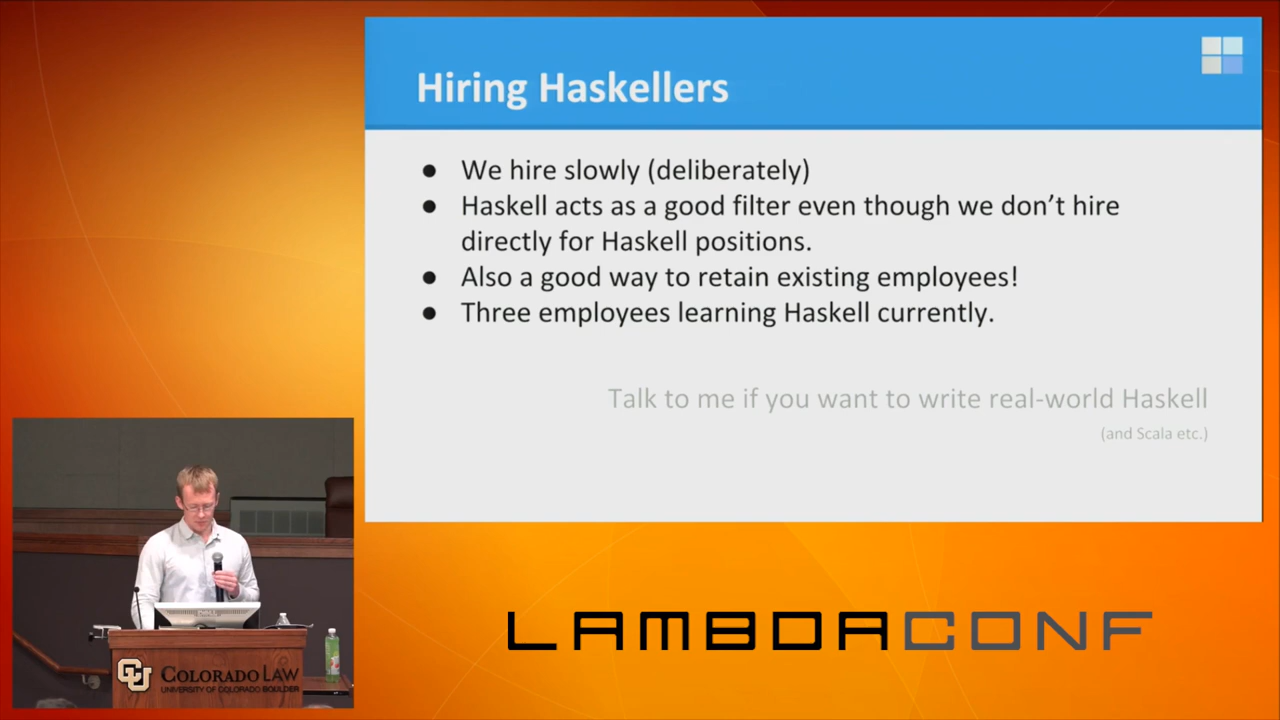 Hiring Haskellers
● We hire slowly (deliberately)
● Haskell acts as a good filter even though we don't hire
directly for Haskell positions.
● Also a good way to retain existing employees!
● Three employees learning Haskell currently.
Talk to me if you want to write real-world Haskell
(and Scala etc.)
DELL
CU COLORADO LAW
UNIVERSITY OF COLORADO BOULDER
LAMBDACONF